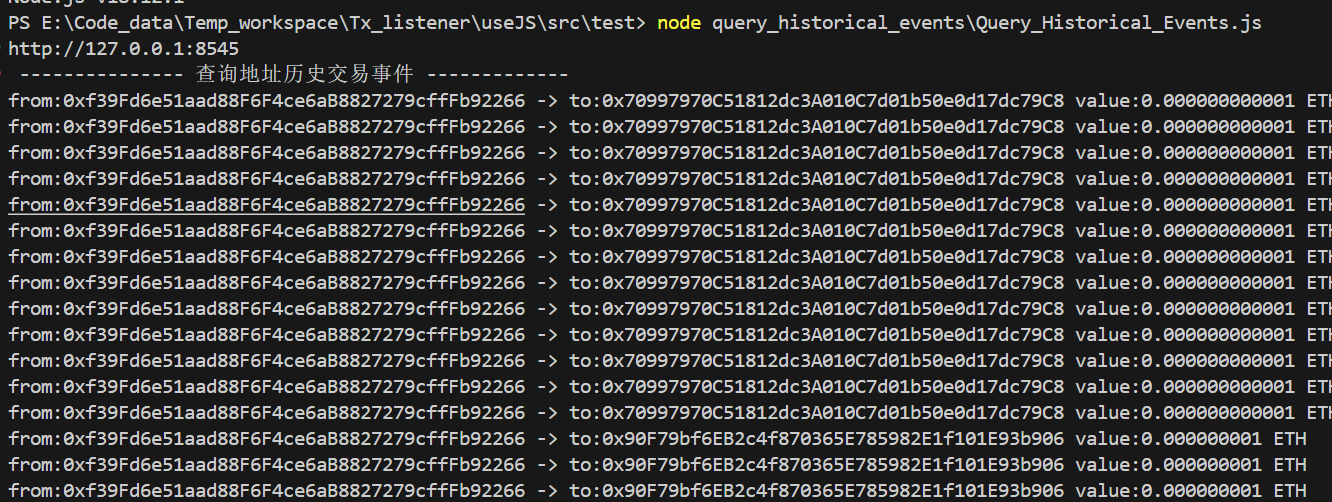 Node.js v18.12.1
PS E:\Code_data\Temp_workspace\Tx_listener\useJS\src\test> node query_historical_events\Query_Historical_Events.js
http://127.0.0.1:8545
--------------- 查询地址历史交易事件 -------------
from:0xf39Fd6e51aad88F6F4ce6aB8827279cffFb92266 -> to:0x70997970C51812dc3A010C7d01b50e0d17dc79C8 value:0.000000000001 ETH
from:0xf39Fd6e51aad88F6F4ce6aB8827279cffFb92266 -> to:0x70997970C51812dc3A010C7d01b50e0d17dc79C8 value:0.000000000001 ETH
from:0xf39Fd6e51aad88F6F4ce6aB8827279cffFb92266 -> to:0x70997970C51812dc3A010C7d01b50e0d17dc79C8 value:0.000000000001 ETH
from:0xf39Fd6e51aad88F6F4ce6aB8827279cffFb92266 -> to:0x70997970C51812dc3A010C7d01b50e0d17dc79C8 value:0.000000000001 ETH
from:0xf39Fd6e51aad88F6F4ce6aB8827279cffFb92266 -> to:0x70997970C51812dc3A010C7d01b50e0d17dc79C8 value:0.000000000001 ETH
from:0xf39Fd6e51aad88F6F4ce6aB8827279cffFb92266 -> to:0x70997970C51812dc3A010C7d01b50e0d17dc79C8 value:0.000000000001 ETH
from:0xf39Fd6e51aad88F6F4ce6aB8827279cffFb92266 -> to:0x70997970C51812dc3A010C7d01b50e0d17dc79C8 value:0.000000000001 ETH
from:0xf39Fd6e51aad88F6F4ce6aB8827279cffFb92266 -> to:0x70997970C51812dc3A010C7d01b50e0d17dc79C8 value:0.000000000001 ETH
from:0xf39Fd6e51aad88F6F4ce6aB8827279cffFb92266 -> to:0x70997970C51812dc3A010C7d01b50e0d17dc79C8 value:0.000000000001 ETH
from:0xf39Fd6e51aad88F6F4ce6aB8827279cffFb92266 -> to:0x70997970C51812dc3A010C7d01b50e0d17dc79C8 value:0.000000000001 ETH
from:0xf39Fd6e51aad88F6F4ce6aB8827279cffFb92266 -> to:0x70997970C51812dc3A010C7d01b50e0d17dc79C8 value:0.000000000001 ETH
from:0xf39Fd6e51aad88F6F4ce6aB8827279cffFb92266 -> to:0x70997970C51812dc3A010C7d01b50e0d17dc79C8 value:0.000000000001 ETH
from:0xf39Fd6e51aad88F6F4ce6aB8827279cffFb92266 -> to:0x70997970C51812dc3A010C7d01b50e0d17dc79C8 value:0.000000000001 ETH
from:0xf39Fd6e51aad88F6F4ce6aB8827279cffFb92266 -> to:0x90F79bf6EB2c4f870365E785982E1f101E93b906 value:0.000000001 ETH
from:0xf39Fd6e51aad88F6F4ce6aB8827279cffFb92266 -> to:0x90F79bf6EB2c4f870365E785982E1f101E93b906 value:0.000000001 ETH
from:0xf39Fd6e51aad88F6F4ce6aB8827279cffFb92266 -> to:0x90F79bf6EB2c4f870365E785982E1f101E93b906 value:0.000000001 ETH